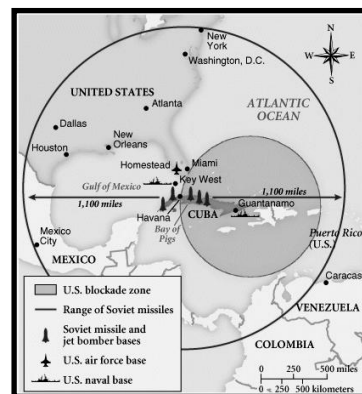 New
York
Washington, D.C.
N
W
E
S
UNITED STATES
Atlanta
ATLANTIC
OCEAN
Dallas
New
Orleans
Houston
Homestead
Miami
Gulf of Mexico
Key West
1,100 miles
1,100 miles
Havana
CUBA
Guantanamo
Bay of
Pigs
Mexico
City
Puerto Rico
(U.S.)
MEXICO
Caracas
VENEZUELA
COLOMBIA
U.S. blockade zone
Range of Soviet missiles
Soviet missile and
jet bomber bases
U.S. air force base
U.S. naval base
0 250 500 miles
0 250 500 kilometers